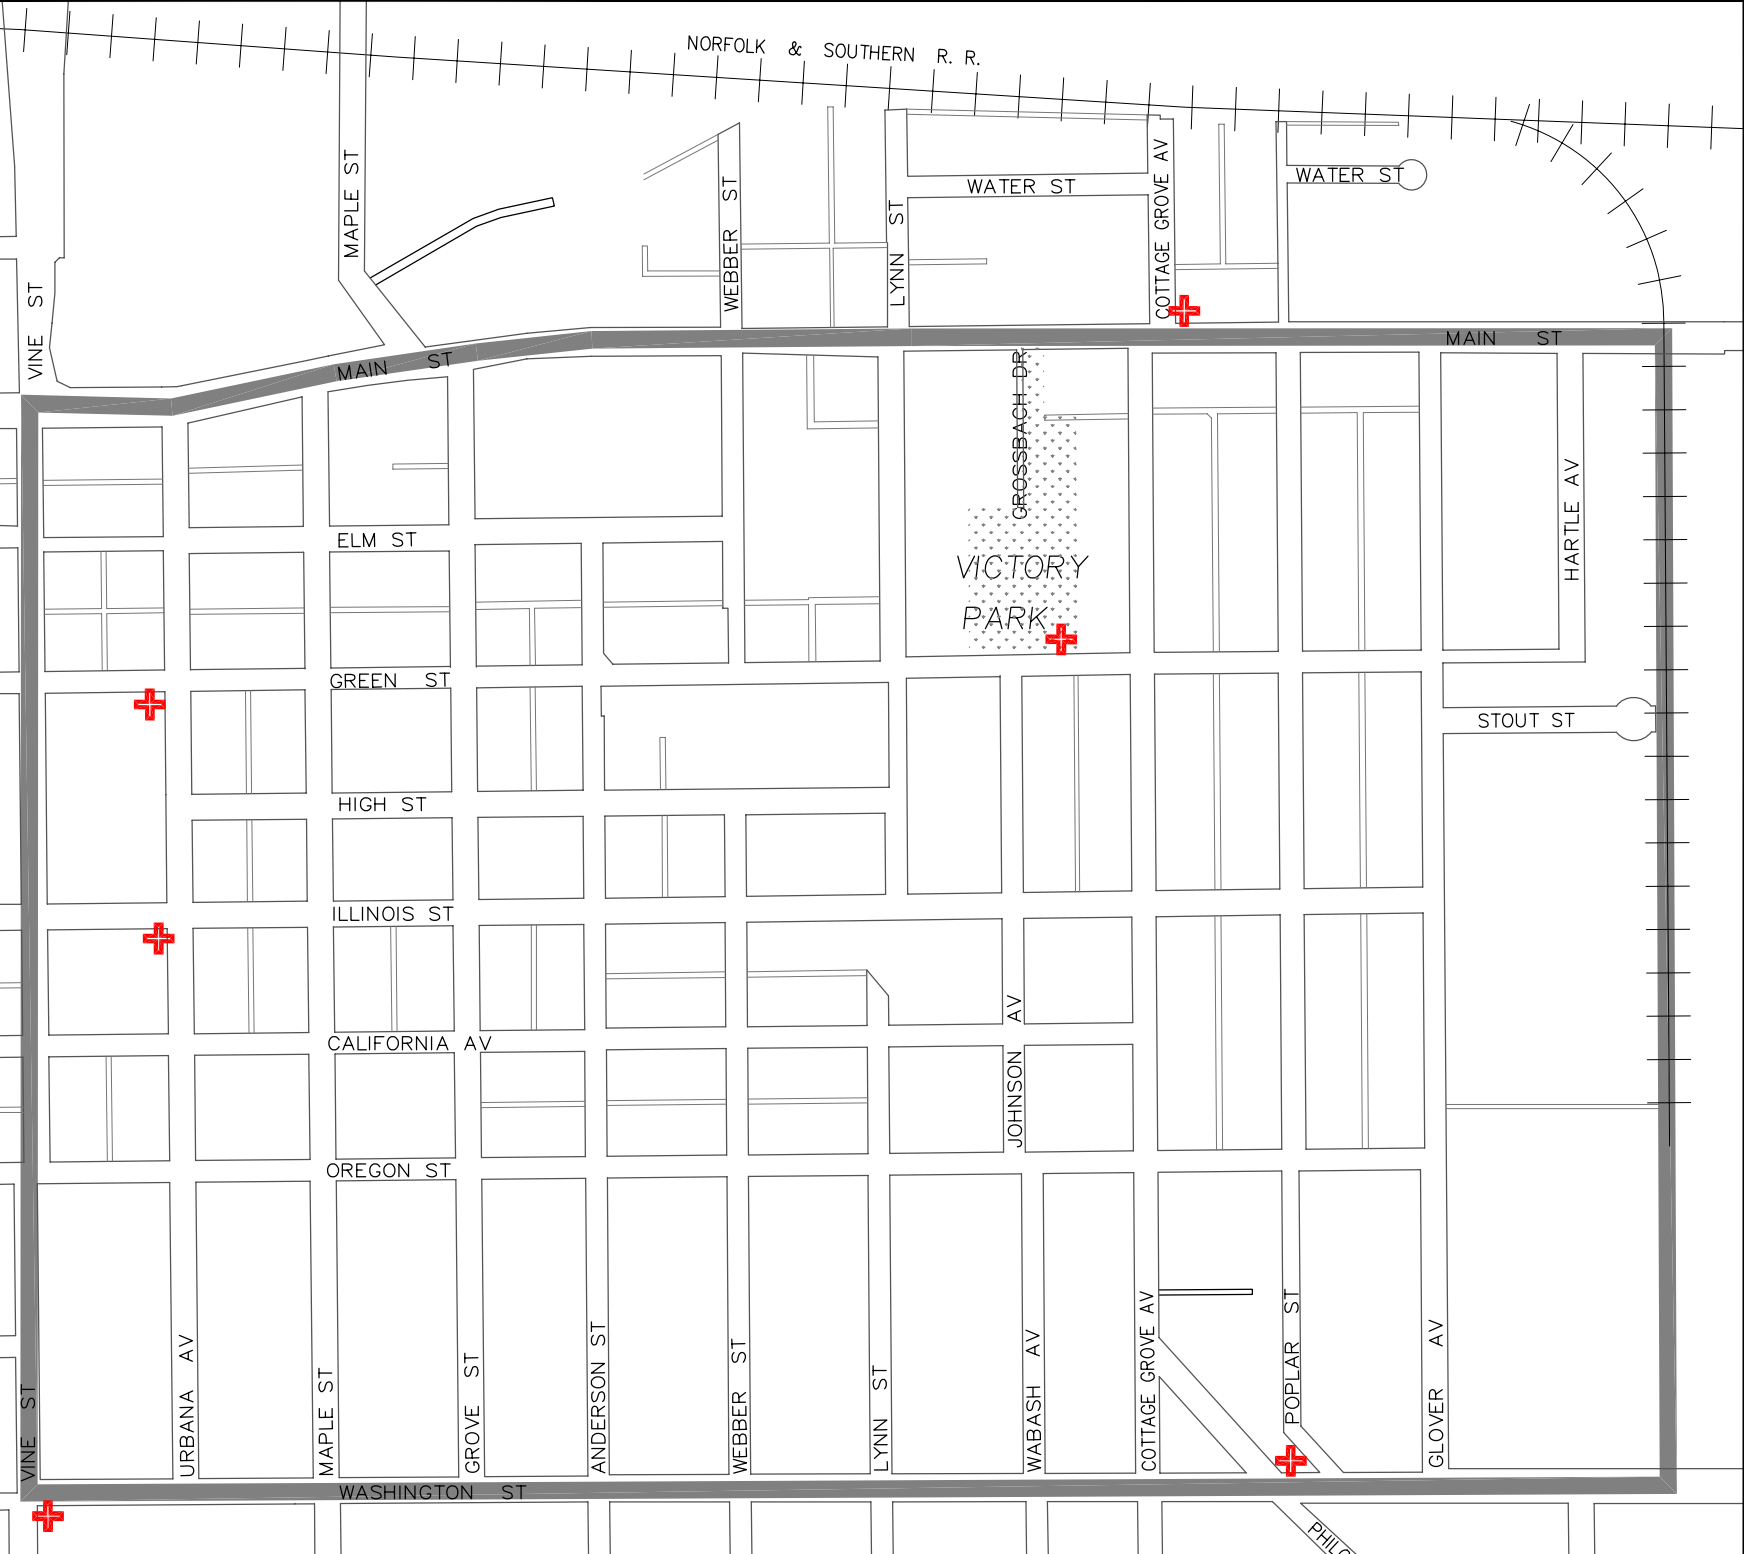 NORFOLK & SOUTHERN R. R.
MAPLE ST
WEBBER ST
LYNN ST
WATER ST
COTTAGE GROVE AV
WATER ST
VINE ST
MAIN ST
MAIN ST
CROSSBACH DR
HARTLE AV
ELM ST
VICTORY
PARK
GREEN ST
STOUT ST
HIGH ST
ILLINOIS ST
CALIFORNIA AV
JOHNSON AV
OREGON ST
VINE ST
URBANA AV
MAPLE ST
GROVE ST
ANDERSON ST
WEBBER ST
LYNN ST
WABASH AV
COTTAGE GROVE AV
POPLAR ST
GLOVER AV
WASHINGTON ST